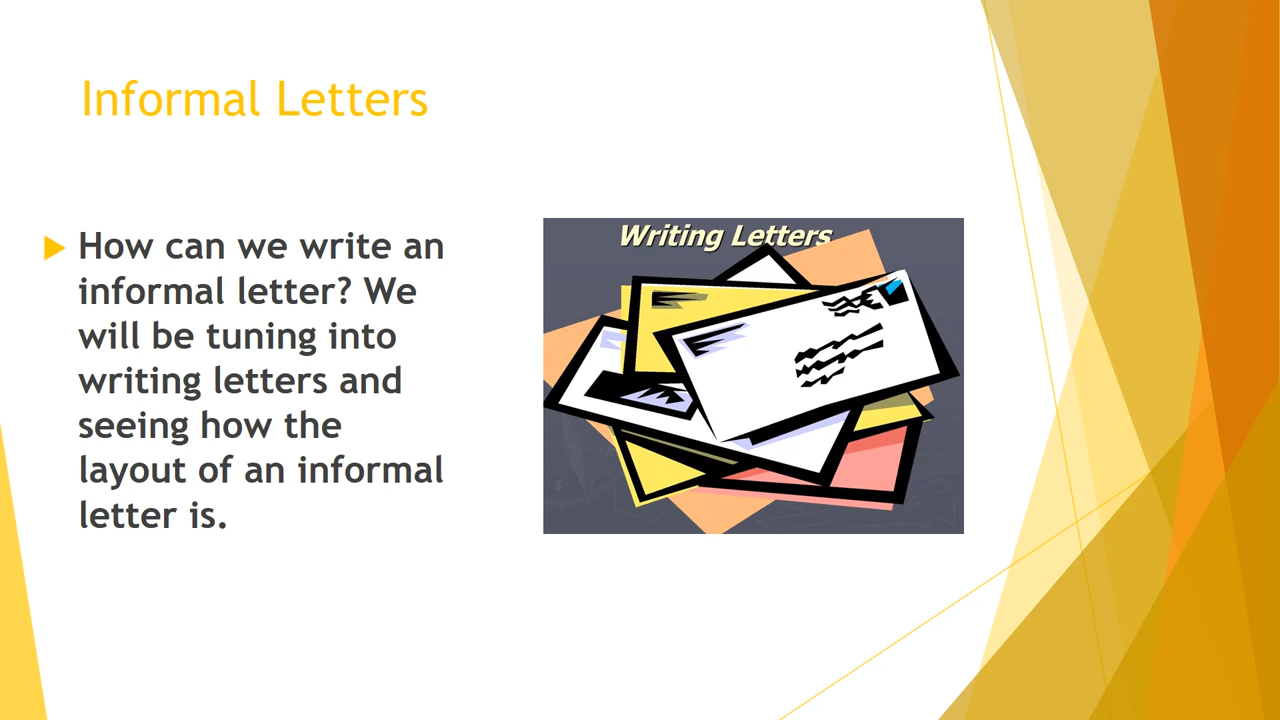 Informal Letters
How can we write an
informal letter? We
will be tuning into
writing letters and
seeing how the
layout of an informal
letter is.
Writing Letters